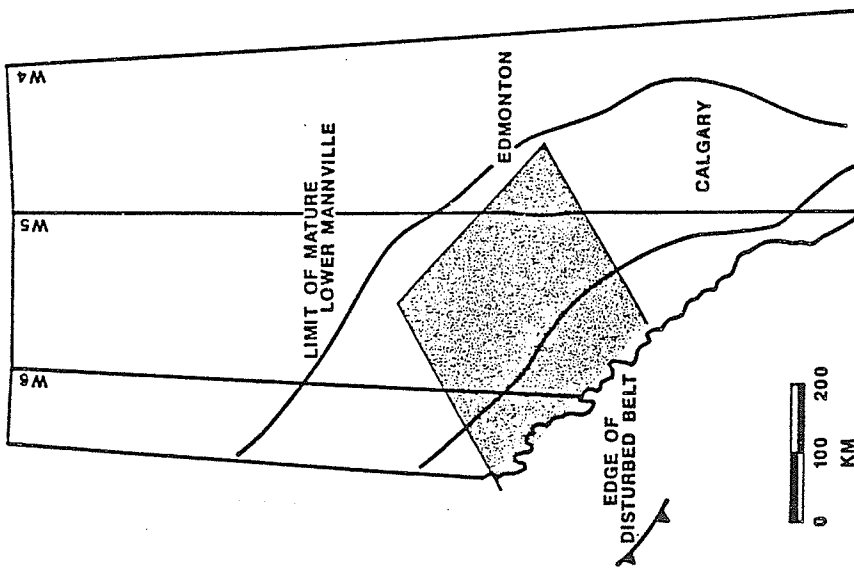 W4
W5
W6
LIMIT OF MATURE
LOWER MANNVILLE
EDMONTON
CALGARY
EDGE OF
DISTURBED BELT
0 100 200
KM